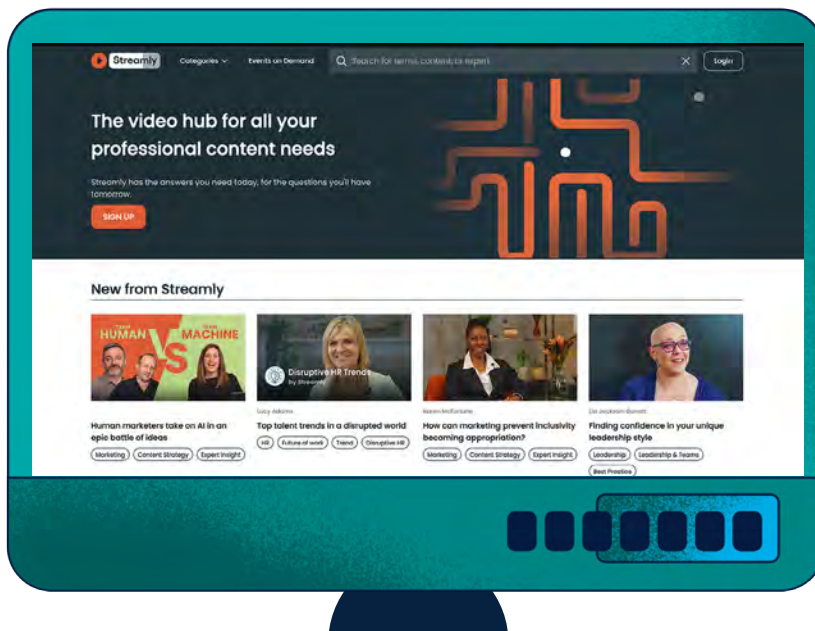 Streamly
Categories
Events on Demand
Search for terms, content, or expert
Login
The video hub for all your
professional content needs
Streamly has the answers you need today, for the questions you'll have
tomorrow.
SIGN UP
New from Streamly
TEAM HUMAN
VS
TEAM MACHINE
Disruptive HR Trends
by Streamly
Lucy Adams
Human marketers take on AI in an
epic battle of ideas
Marketing
Content Strategy
Expert Insight
Top talent trends in a disrupted world
HR
Future of work
Trend
Disruptive HR
How can marketing prevent inclusivity
becoming appropriation?
Marketing
Content Strategy
Expert Insight
Finding confidence in your unique
leadership style
Leadership
Leadership & Teams
Best Practice